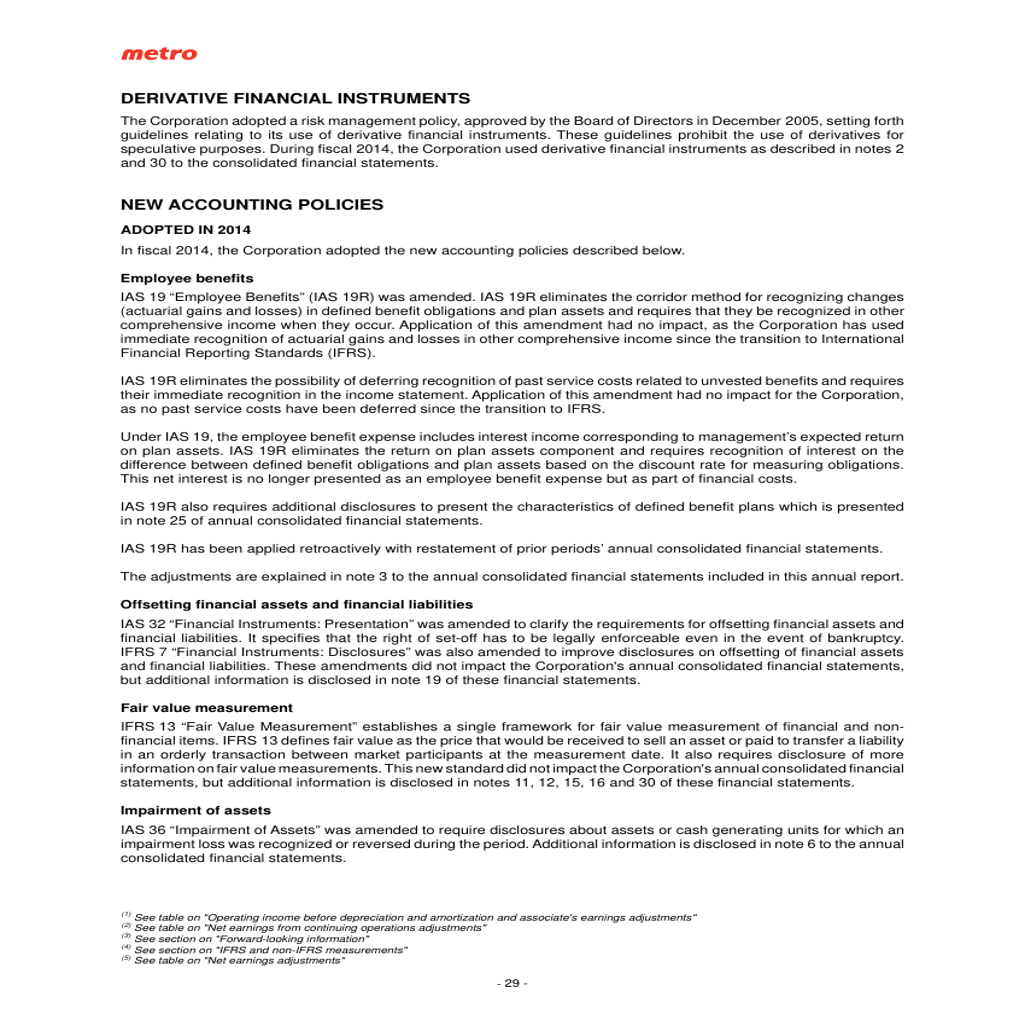 metro
DERIVATIVE FINANCIAL INSTRUMENTS
The Corporation adopted a risk management policy, approved by the Board of Directors in December 2005, setting forth
guidelines relating to its use of derivative financial instruments. These guidelines prohibit the use of derivatives for
speculative purposes. During fiscal 2014, the Corporation used derivative financial instruments as described in notes 2
and 30 to the consolidated financial statements.
NEW ACCOUNTING POLICIES
ADOPTED IN 2014
In fiscal 2014, the Corporation adopted the new accounting policies described below.
Employee benefits
IAS 19 “Employee Benefits” (IAS 19R) was amended. IAS 19R eliminates the corridor method for recognizing changes
(actuarial gains and losses) in defined benefit obligations and plan assets and requires that they be recognized in other
comprehensive income when they occur. Application of this amendment had no impact, as the Corporation has used
immediate recognition of actuarial gains and losses in other comprehensive income since the transition to International
Financial Reporting Standards (IFRS).
IAS 19R eliminates the possibility of deferring recognition of past service costs related to unvested benefits and requires
their immediate recognition in the income statement. Application of this amendment had no impact for the Corporation,
as no past service costs have been deferred since the transition to IFRS.
Under IAS 19, the employee benefit expense includes interest income corresponding to management’s expected return
on plan assets. IAS 19R eliminates the return on plan assets component and requires recognition of interest on the
difference between defined benefit obligations and plan assets based on the discount rate for measuring obligations.
This net interest is no longer presented as an employee benefit expense but as part of financial costs.
IAS 19R also requires additional disclosures to present the characteristics of defined benefit plans which is presented
in note 25 of annual consolidated financial statements.
IAS 19R has been applied retroactively with restatement of prior periods’ annual consolidated financial statements.
The adjustments are explained in note 3 to the annual consolidated financial statements included in this annual report.
Offsetting financial assets and financial liabilities
IAS 32 “Financial Instruments: Presentation” was amended to clarify the requirements for offsetting financial assets and
financial liabilities. It specifies that the right of set-off has to be legally enforceable even in the event of bankruptcy.
IFRS 7 “Financial Instruments: Disclosures” was also amended to improve disclosures on offsetting of financial assets
and financial liabilities. These amendments did not impact the Corporation's annual consolidated financial statements,
but additional information is disclosed in note 19 of these financial statements.
Fair value measurement
IFRS 13 “Fair Value Measurement” establishes a single framework for fair value measurement of financial and non-
financial items. IFRS 13 defines fair value as the price that would be received to sell an asset or paid to transfer a liability
in an orderly transaction between market participants at the measurement date. It also requires disclosure of more
information on fair value measurements. This new standard did not impact the Corporation's annual consolidated financial
statements, but additional information is disclosed in notes 11, 12, 15, 16 and 30 of these financial statements.
Impairment of assets
IAS 36 “Impairment of Assets” was amended to require disclosures about assets or cash generating units for which an
impairment loss was recognized or reversed during the period. Additional information is disclosed in note 6 to the annual
consolidated financial statements.
(1) See table on "Operating income before depreciation and amortization and associate's earnings adjustments"
(2) See table on "Net earnings from continuing operations adjustments"
(3) See section on "Forward-looking information"
(4) See section on "IFRS and non-IFRS measurements"
(5) See table on "Net earnings adjustments"
- 29 -